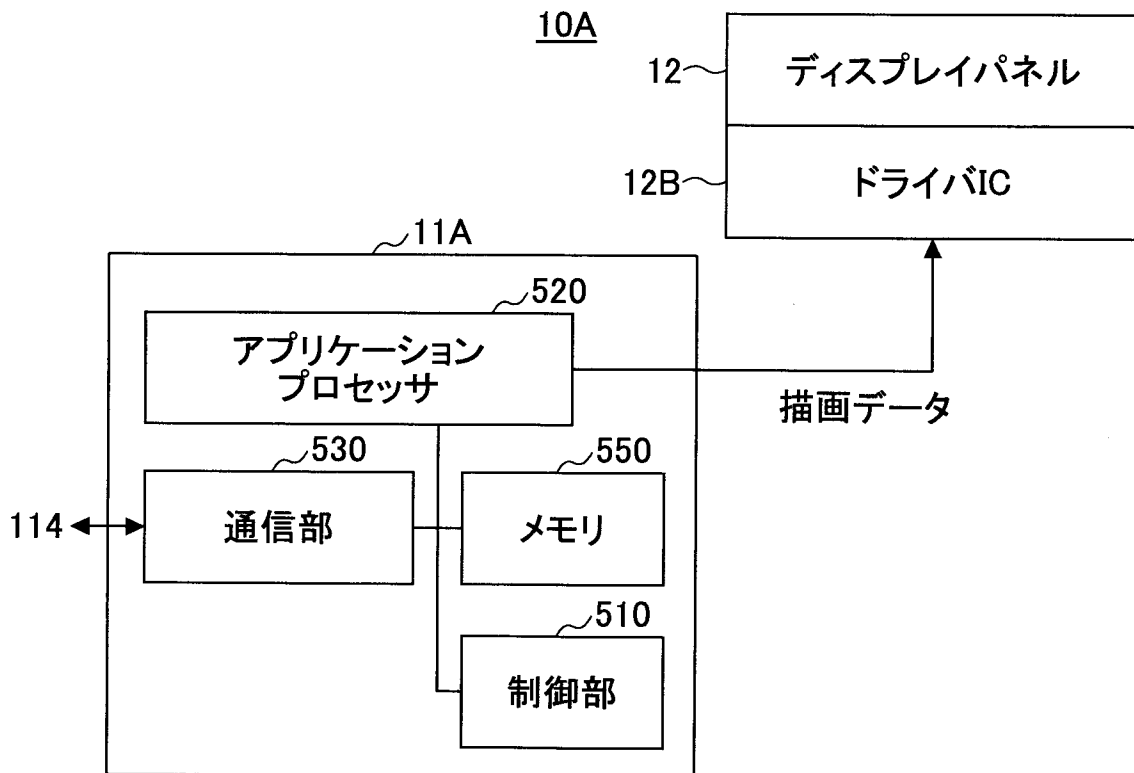 10A
12
ディスプレイパネル
12B
ドライバIC
11A
520
アプリケーション
プロセッサ
描画データ
530
550
114
通信部
メモリ
510
制御部